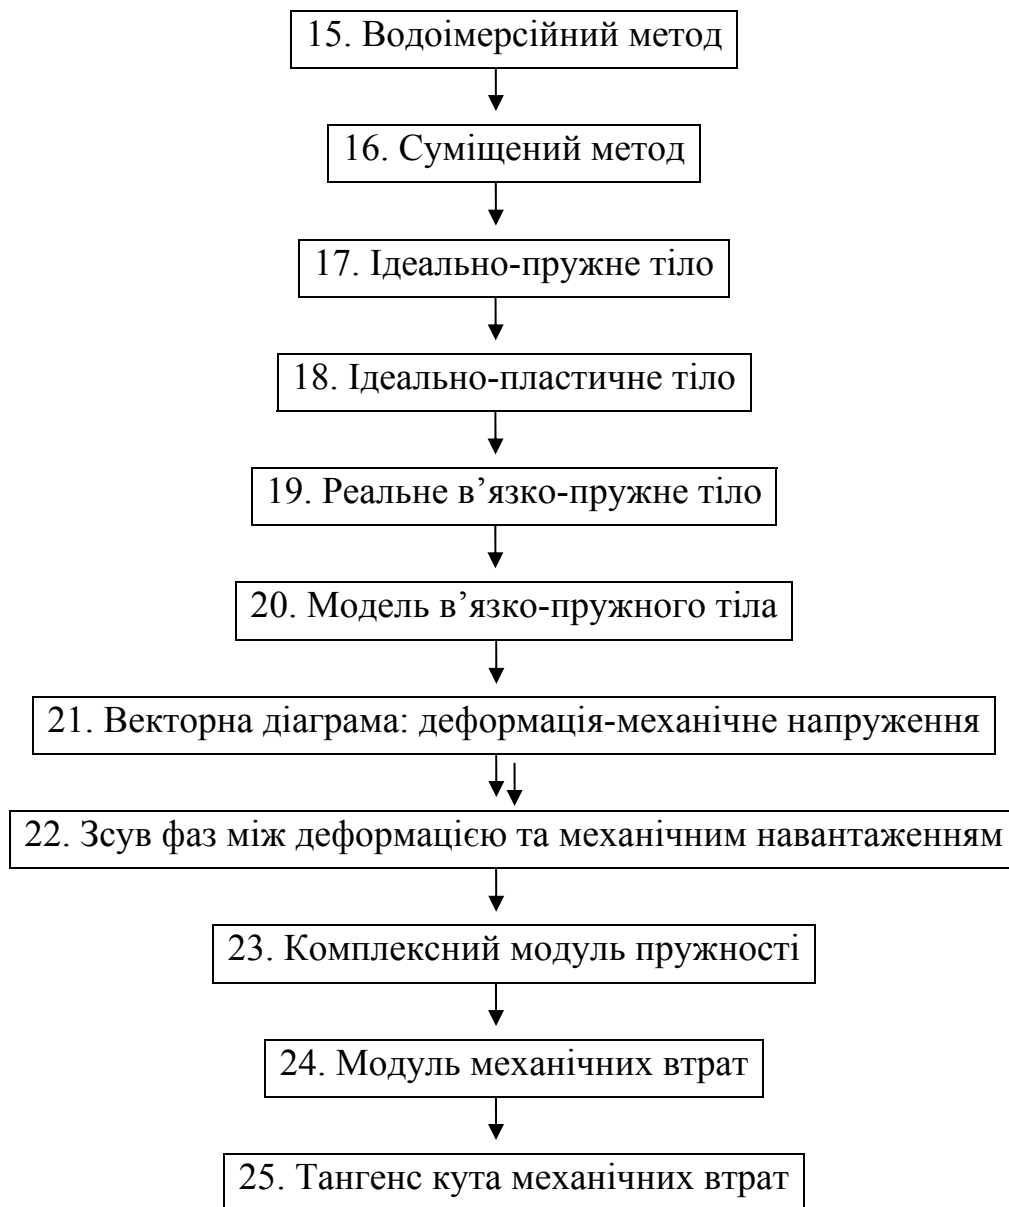 15. Водоімерсійний метод
16. Суміщений метод
17. Ідеально-пружне тіло
18. Ідеально-пластичне тіло
19. Реальне в’язко-пружне тіло
20. Модель в’язко-пружного тіла
21. Векторна діаграма: деформація-механічне напруження
22. Зсув фаз між деформацією та механічним навантаженням
23. Комплексний модуль пружності
24. Модуль механічних втрат
25. Тангенс кута механічних втрат